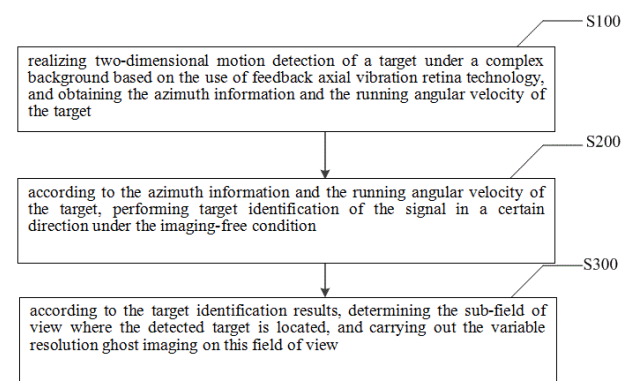 S100
realizing two-dimensional motion detection of a target under a complex
background based on the use of feedback axial vibration retina technology,
and obtaining the azimuth information and the running angular velocity of
the target
S200
according to the azimuth information and the running angular velocity of
the target, performing target identification of the signal in a certain
direction under the imaging-free condition
S300
according to the target identification results, determining the sub-field of
view where the detected target is located, and carrying out the variable
resolution ghost imaging on this field of view